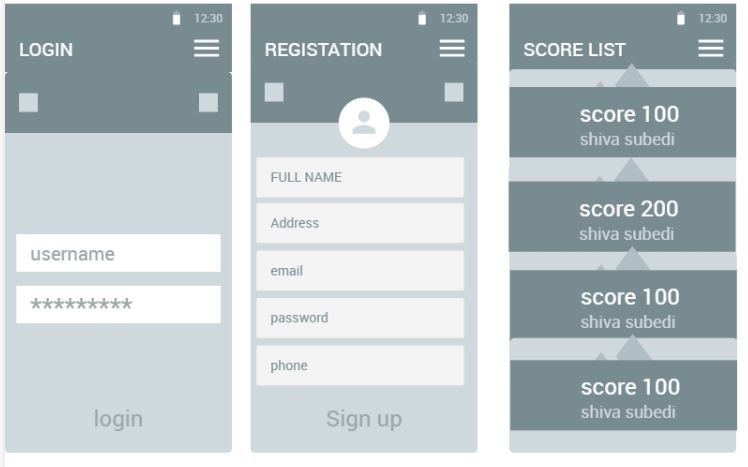 12:30
LOGIN
username
*********
login
12:30
REGISTATION
FULL NAME
Address
email
password
phone
Sign up
12:30
SCORE LIST
score 100
shiva subedi
score 200
shiva subedi
score 100
shiva subedi
score 100
shiva subedi